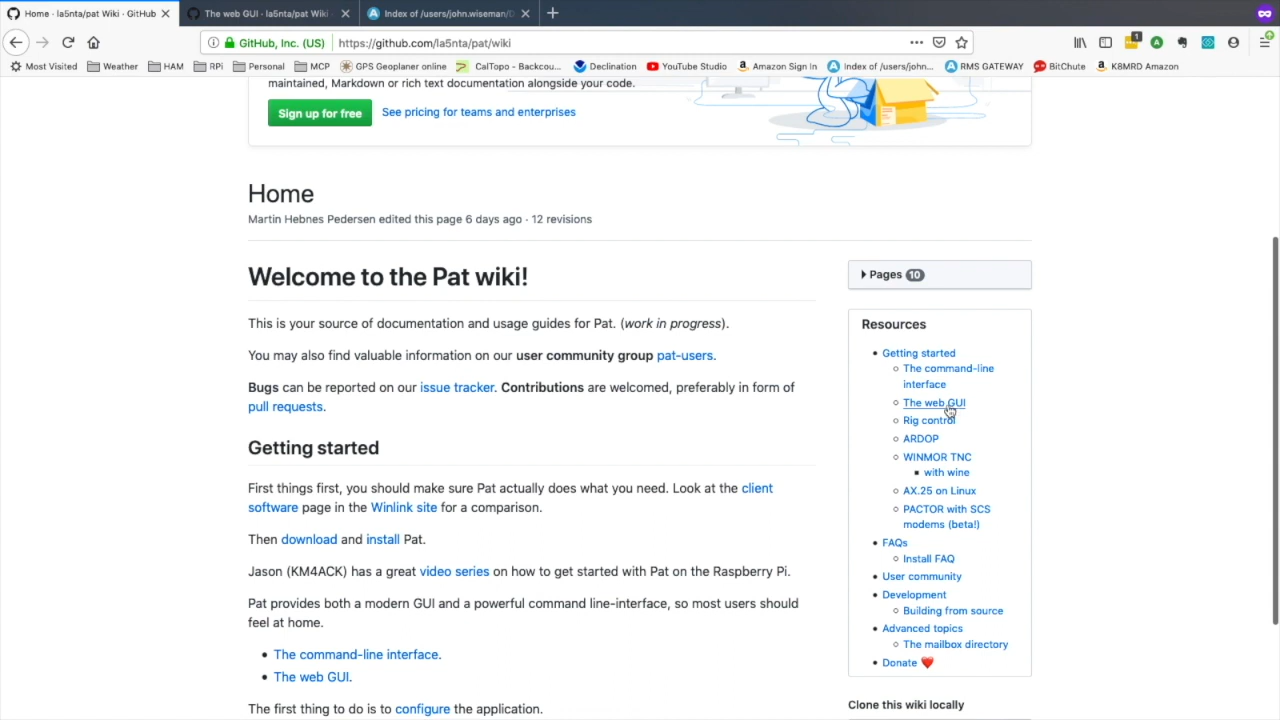 Home · la5nta/pat Wiki · GitHub
The web GUI · la5nta/pat Wiki ·
Index of /users/john.wiseman/D
GitHub, Inc. (US)
https://github.com/la5nta/pat/wiki
1
Most Visited
Weather
HAM
RPi
Personal
MCP
GPS Geoplaner online
CalTopo - Backcou...
Declination
YouTube Studio
Amazon Sign In
Index of /users/john...
RMS GATEWAY
BitChute
K8MRD Amazon
maintained, Markdown or rich text documentation alongside your code.
Sign up for free
See pricing for teams and enterprises
Home
Martin Hebnes Pedersen edited this page 6 days ago · 12 revisions
Welcome to the Pat wiki!
This is your source of documentation and usage guides for Pat. (work in progress).
You may also find valuable information on our user community group pat-users.
Bugs can be reported on our issue tracker. Contributions are welcomed, preferably in form of
pull requests.
Getting started
First things first, you should make sure Pat actually does what you need. Look at the client
software page in the Winlink site for a comparison.
Then download and install Pat.
Jason (KM4ACK) has a great video series on how to get started with Pat on the Raspberry Pi.
Pat provides both a modern GUI and a powerful command line-interface, so most users should
feel at home.
The command-line interface.
The web GUI.
The first thing to do is to configure the application.
Pages 10
Resources
Getting started
The command-line
interface
The web GUI
Rig control
ARDOP
WINMOR TNC
with wine
AX.25 on Linux
PACTOR with SCS
modems (beta!)
FAQs
Install FAQ
User community
Development
Building from source
Advanced topics
The mailbox directory
Donate ❤️
Clone this wiki locally